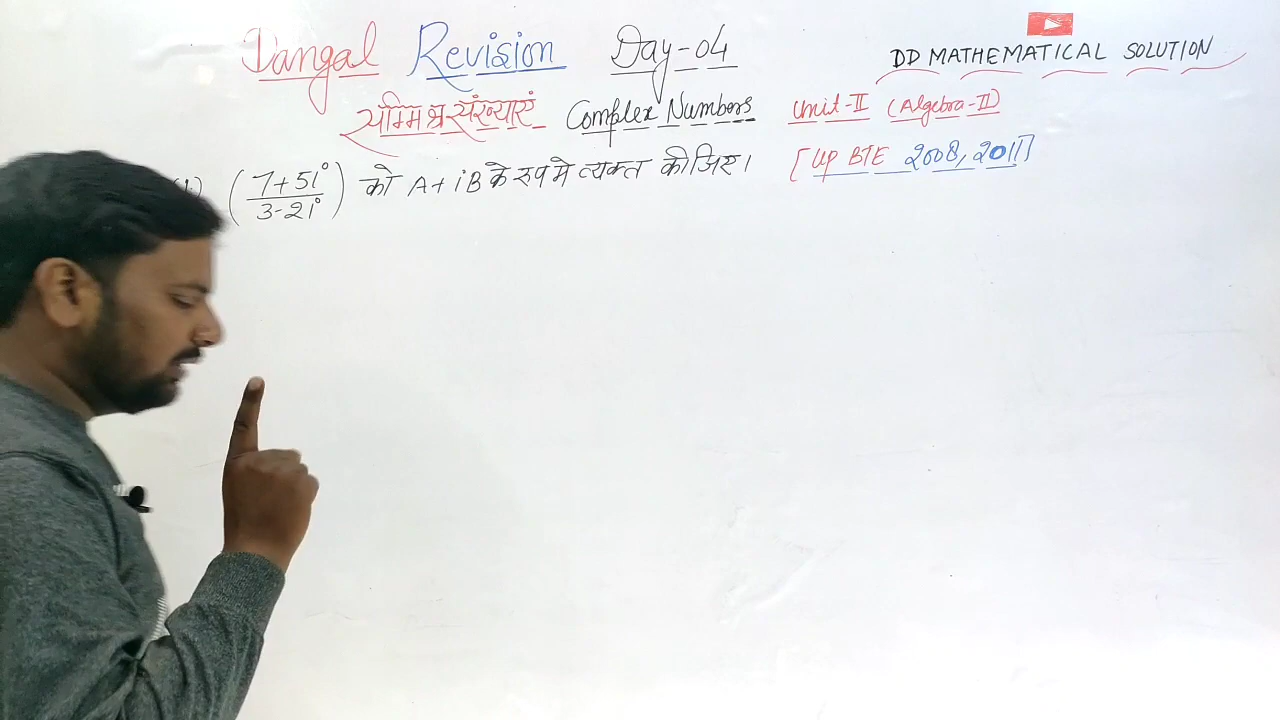 Dangal Revision Day-04
DD MATHEMATICAL SOLUTION
सम्मिश्र संख्याएं Complex Numbers Unit-II (Algebra-II)
(1) (7+5i / 3-2i) को A+iB के रूप मे व्यक्त कीजिए। [UP BTE 2008, 2011]